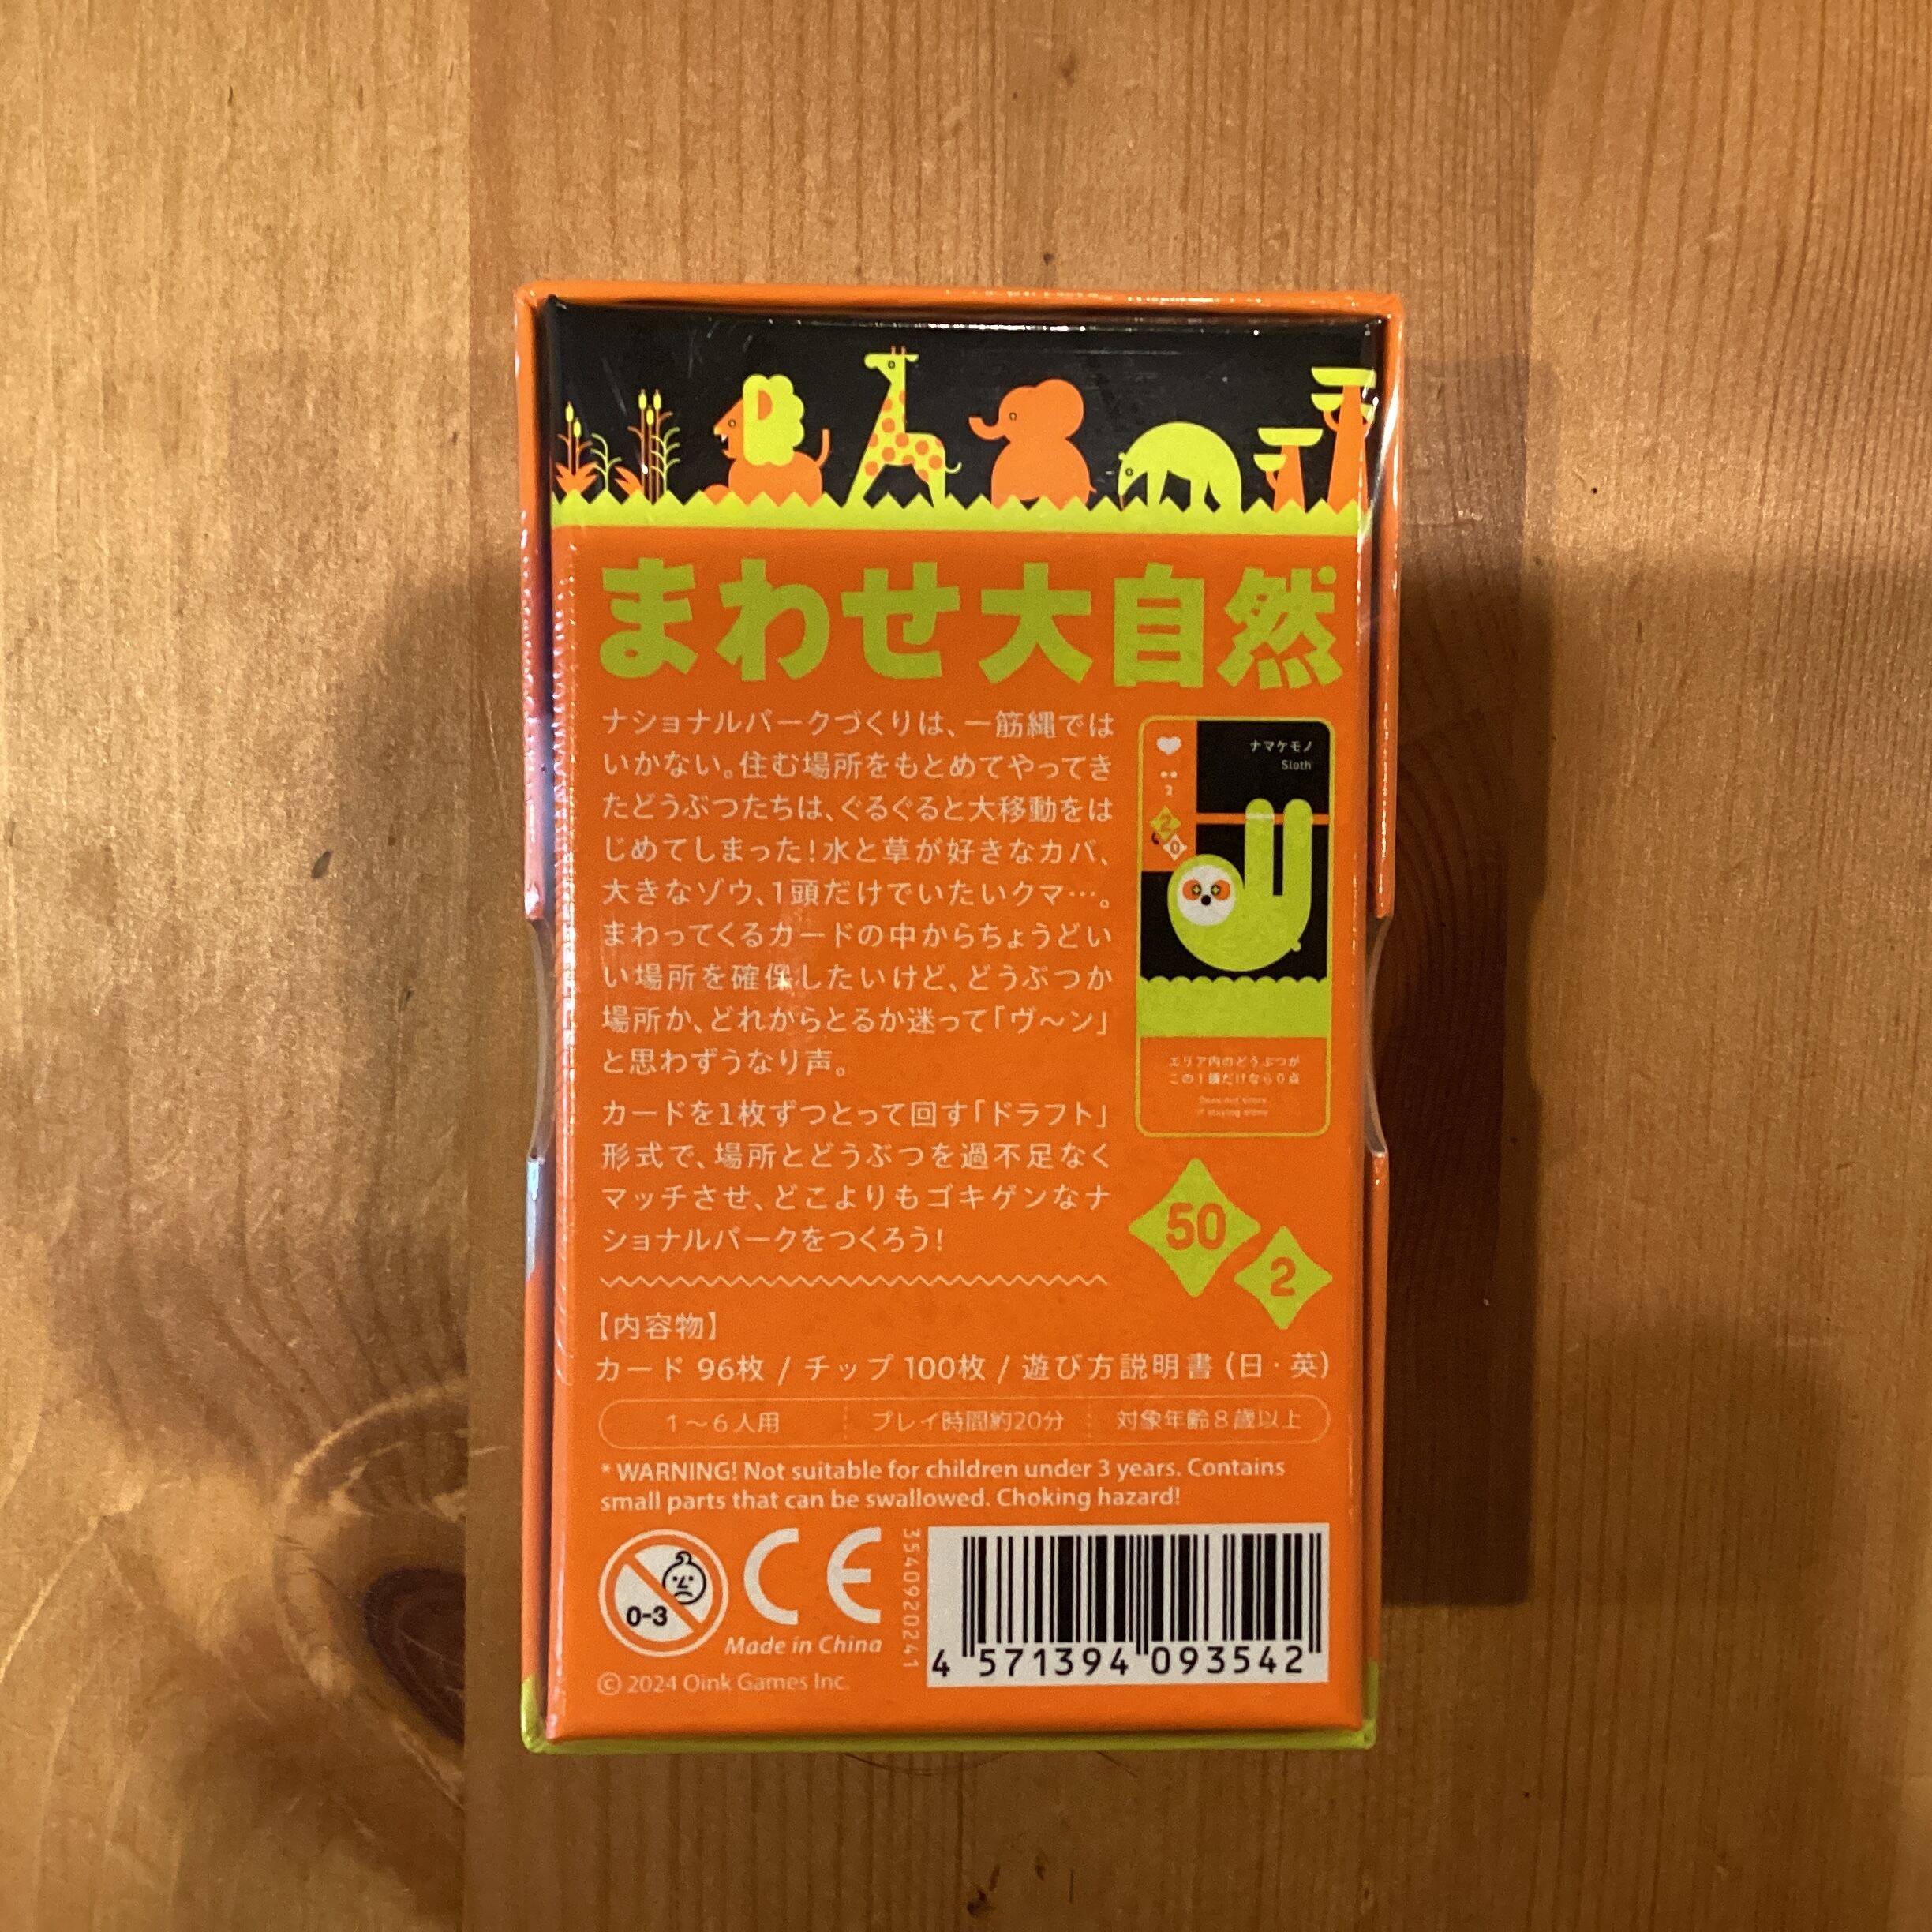 まわせ大自然
ナショナルパークづくりは、一筋縄では
いかない。住む場所をもとめてやってき
たどうぶつたちは、ぐるぐると大移動をは
じめてしまった!水と草が好きなカバ、
大きなゾウ、1頭だけでいたいクマ…。
まわってくるカードの中からちょうどい
い場所を確保したいけど、どうぶつか
場所か、どれからとるか迷って「ヴ〜ン」
と思わずうなり声。
カードを1枚ずつとって回す「ドラフト」
形式で、場所とどうぶつを過不足なく
マッチさせ、どこよりもゴキゲンなナ
ショナルパークをつくろう!
ナマケモノ
Sloth
2
2
0
エリア内のどうぶつが
この1頭だけなら0点
Does not score
if staying alone
50
2
【内容物】
カード 96枚 / チップ 100枚 / 遊び方説明書 (日・英)
1〜6人用 プレイ時間約20分 対象年齢8歳以上
* WARNING! Not suitable for children under 3 years. Contains
small parts that can be swallowed. Choking hazard!
0-3
CE
Made in China
© 2024 Oink Games Inc.
3540920241
4 571394 093542